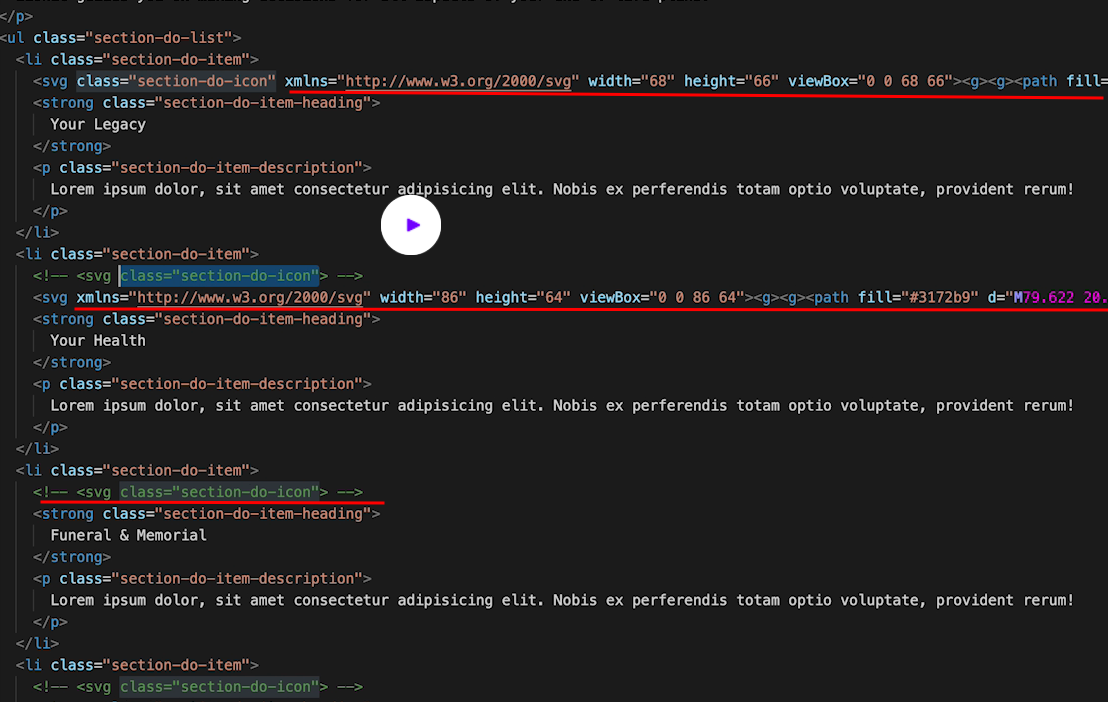 </p>
<ul class="section-do-list">
<li class="section-do-item">
<svg class="section-do-icon" xmlns="http://www.w3.org/2000/svg" width="68" height="66" viewBox="0 0 68 66"><g><g><path fill=
<strong class="section-do-item-heading">
Your Legacy
</strong>
<p class="section-do-item-description">
Lorem ipsum dolor, sit amet consectetur adipisicing elit. Nobis ex perferendis totam optio voluptate, provident rerum!
</p>
</li>
<li class="section-do-item">
<!-- <svg class="section-do-icon"> -->
<svg xmlns="http://www.w3.org/2000/svg" width="86" height="64" viewBox="0 0 86 64"><g><g><path fill="#3172b9" d="M79.622 20.
<strong class="section-do-item-heading">
Your Health
</strong>
<p class="section-do-item-description">
Lorem ipsum dolor, sit amet consectetur adipisicing elit. Nobis ex perferendis totam optio voluptate, provident rerum!
</p>
</li>
<li class="section-do-item">
<!-- <svg class="section-do-icon"> -->
<strong class="section-do-item-heading">
Funeral & Memorial
</strong>
<p class="section-do-item-description">
Lorem ipsum dolor, sit amet consectetur adipisicing elit. Nobis ex perferendis totam optio voluptate, provident rerum!
</p>
</li>
<li class="section-do-item">
<!-- <svg class="section-do-icon"> -->